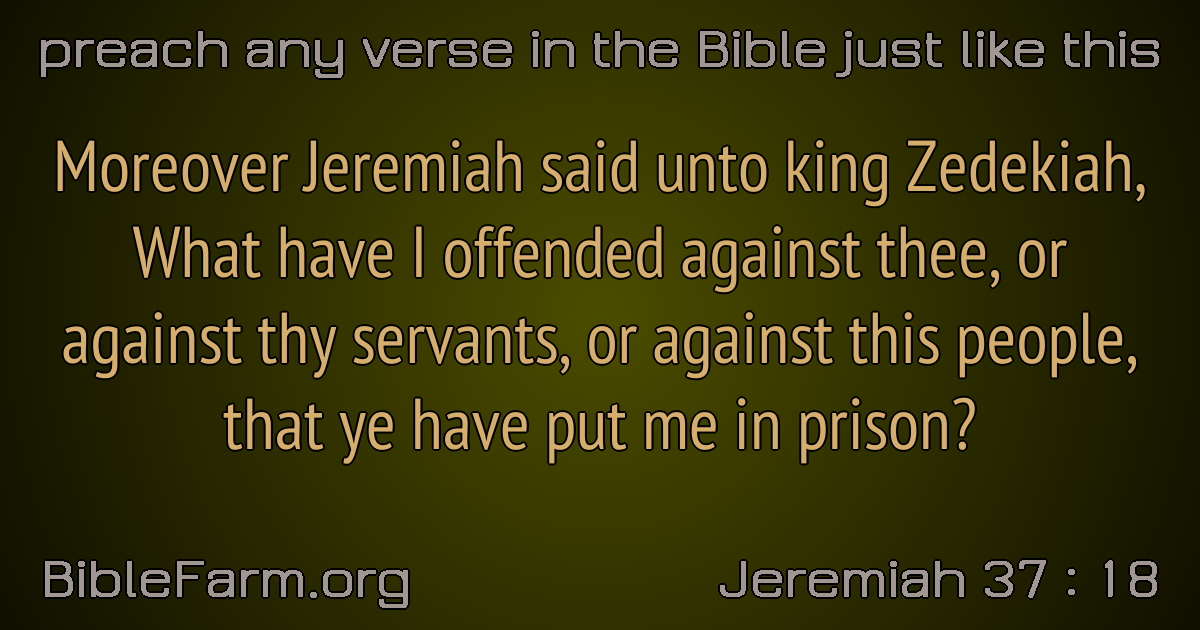 preach any verse in the Bible just like this
Moreover Jeremiah said unto king Zedekiah,
What have I offended against thee, or
against thy servants, or against this people,
that ye have put me in prison?
BibleFarm.org
Jeremiah 37 : 18